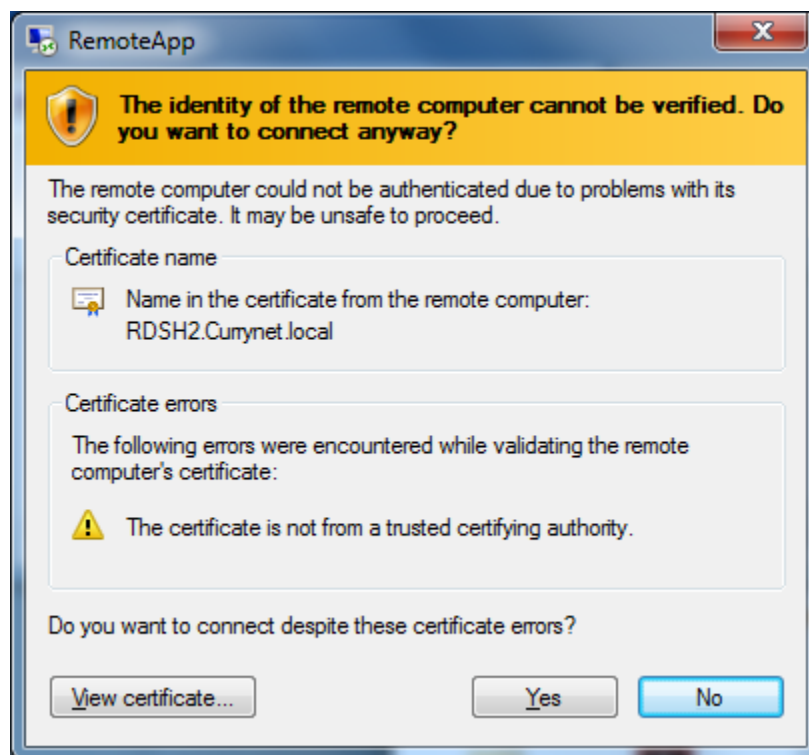 RemoteApp
The identity of the remote computer cannot be verified. Do
you want to connect anyway?
The remote computer could not be authenticated due to problems with its
security certificate. It may be unsafe to proceed.
Certificate name
Name in the certificate from the remote computer:
RDSH2.Currynet.local
Certificate errors
The following errors were encountered while validating the remote
computer's certificate:
The certificate is not from a trusted certifying authority.
Do you want to connect despite these certificate errors?
View certificate... Yes No